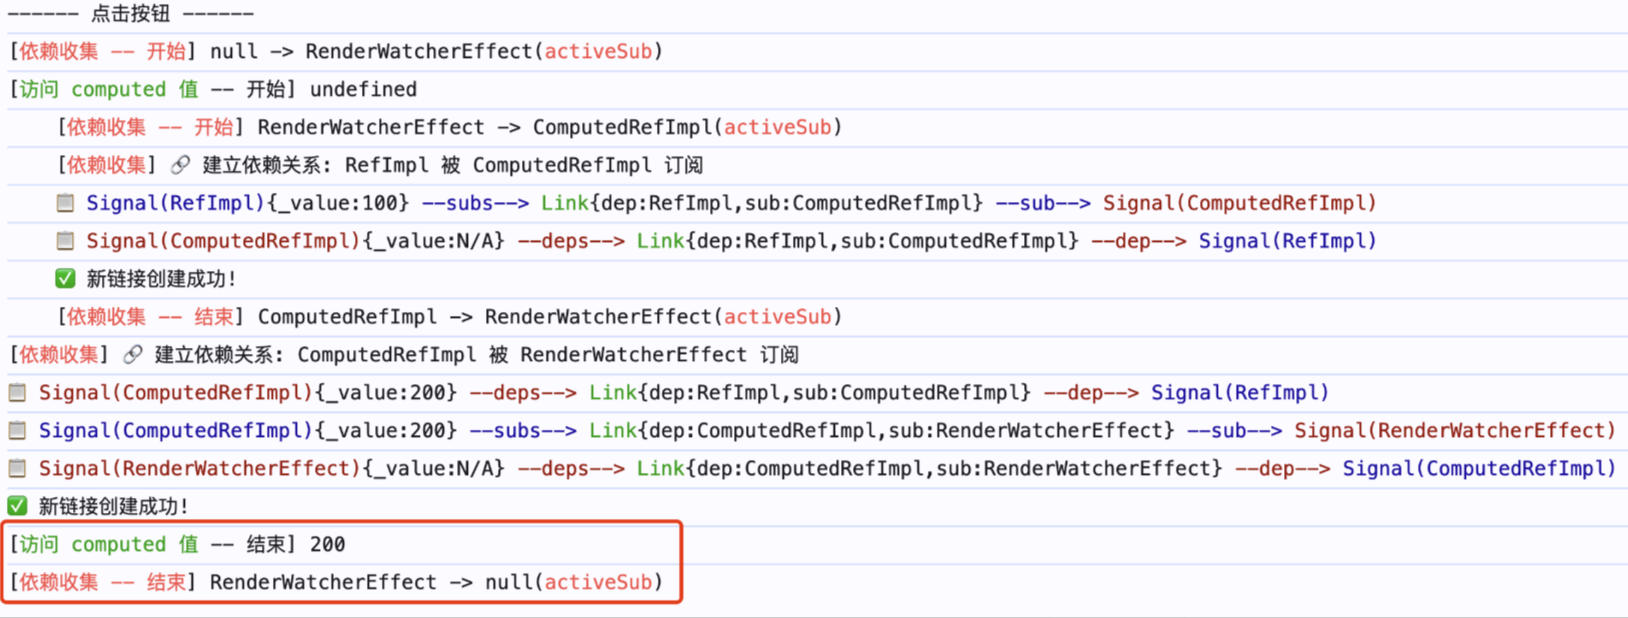 ------ 点击按钮 ------
[依赖收集 -- 开始] null -> RenderWatcherEffect(activeSub)
[访问 computed 值 -- 开始] undefined
[依赖收集 -- 开始] RenderWatcherEffect -> ComputedRefImpl(activeSub)
[依赖收集] 🔗 建立依赖关系: RefImpl 被 ComputedRefImpl 订阅
📋 Signal(RefImpl){_value:100} --subs--> Link{dep:RefImpl,sub:ComputedRefImpl} --sub--> Signal(ComputedRefImpl)
📋 Signal(ComputedRefImpl){_value:N/A} --deps--> Link{dep:RefImpl,sub:ComputedRefImpl} --dep--> Signal(RefImpl)
✅ 新链接创建成功!
[依赖收集 -- 结束] ComputedRefImpl -> RenderWatcherEffect(activeSub)
[依赖收集] 🔗 建立依赖关系: ComputedRefImpl 被 RenderWatcherEffect 订阅
📋 Signal(ComputedRefImpl){_value:200} --deps--> Link{dep:RefImpl,sub:ComputedRefImpl} --dep--> Signal(RefImpl)
📋 Signal(ComputedRefImpl){_value:200} --subs--> Link{dep:ComputedRefImpl,sub:RenderWatcherEffect} --sub--> Signal(RenderWatcherEffect)
📋 Signal(RenderWatcherEffect){_value:N/A} --deps--> Link{dep:ComputedRefImpl,sub:RenderWatcherEffect} --dep--> Signal(ComputedRefImpl)
✅ 新链接创建成功!
[访问 computed 值 -- 结束] 200
[依赖收集 -- 结束] RenderWatcherEffect -> null(activeSub)